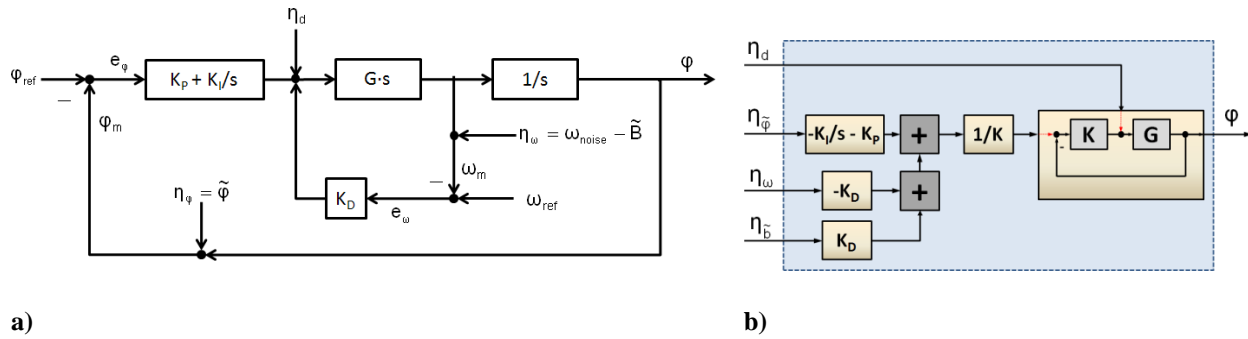 η_d
φ_ref
e_φ
K_P + K_I/s
G·s
1/s
φ
−
φ_m
η_ω = ω_noise − B̃
−
ω_m
η_φ = φ̃
K_D
e_ω
ω_ref
a)
η_d
η_φ̃
-K_I/s - K_P
+
1/K
K
G
φ
-
η_ω
-K_D
+
η_b̃
K_D
b)